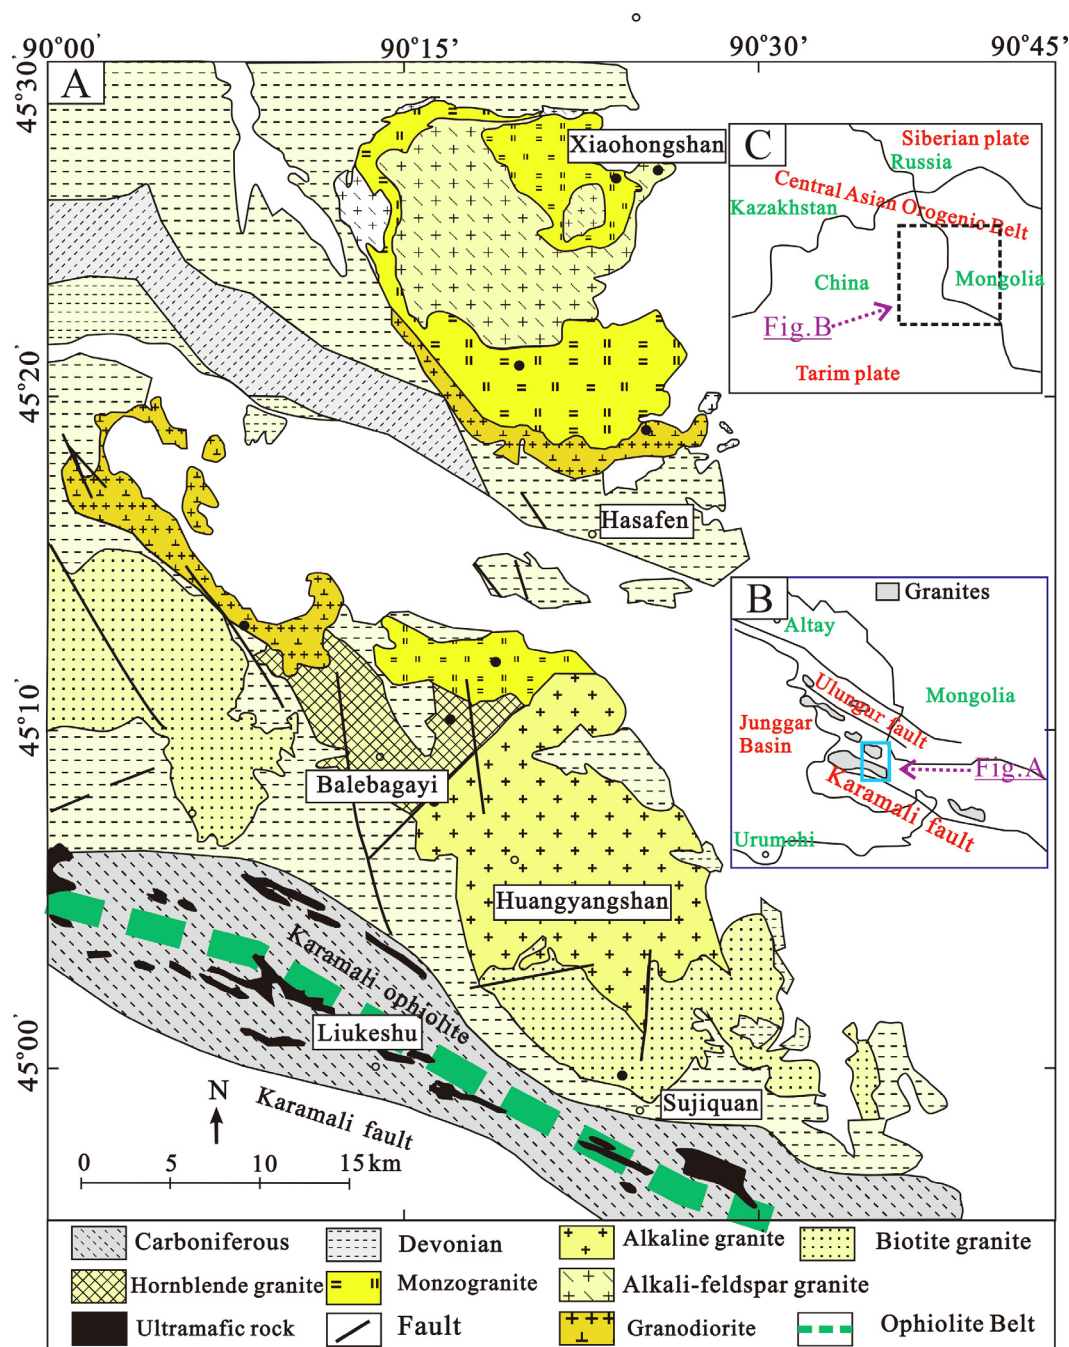 90°00′ 90°15′ 90°30′ 90°45′
45°30′
45°20′
45°10′
45°00′
A
Xiaohongshan
Hasafen
Balebagayi
Huangyangshan
Karamali ophiolite
Liukeshu
Sujiquan
Karamali fault
N
0 5 10 15 km
C
Siberian plate
Russia
Central Asian Orogenio Belt
Kazakhstan
China
Mongolia
Fig.B
Tarim plate
B
Granites
Altay
Mongolia
Ulungur fault
Junggar
Basin
Fig.A
Karamali fault
Urumchi
Carboniferous
Devonian
Alkaline granite
Biotite granite
Hornblende granite
Monzogranite
Alkali-feldspar granite
Ultramafic rock
Fault
Granodiorite
Ophiolite Belt